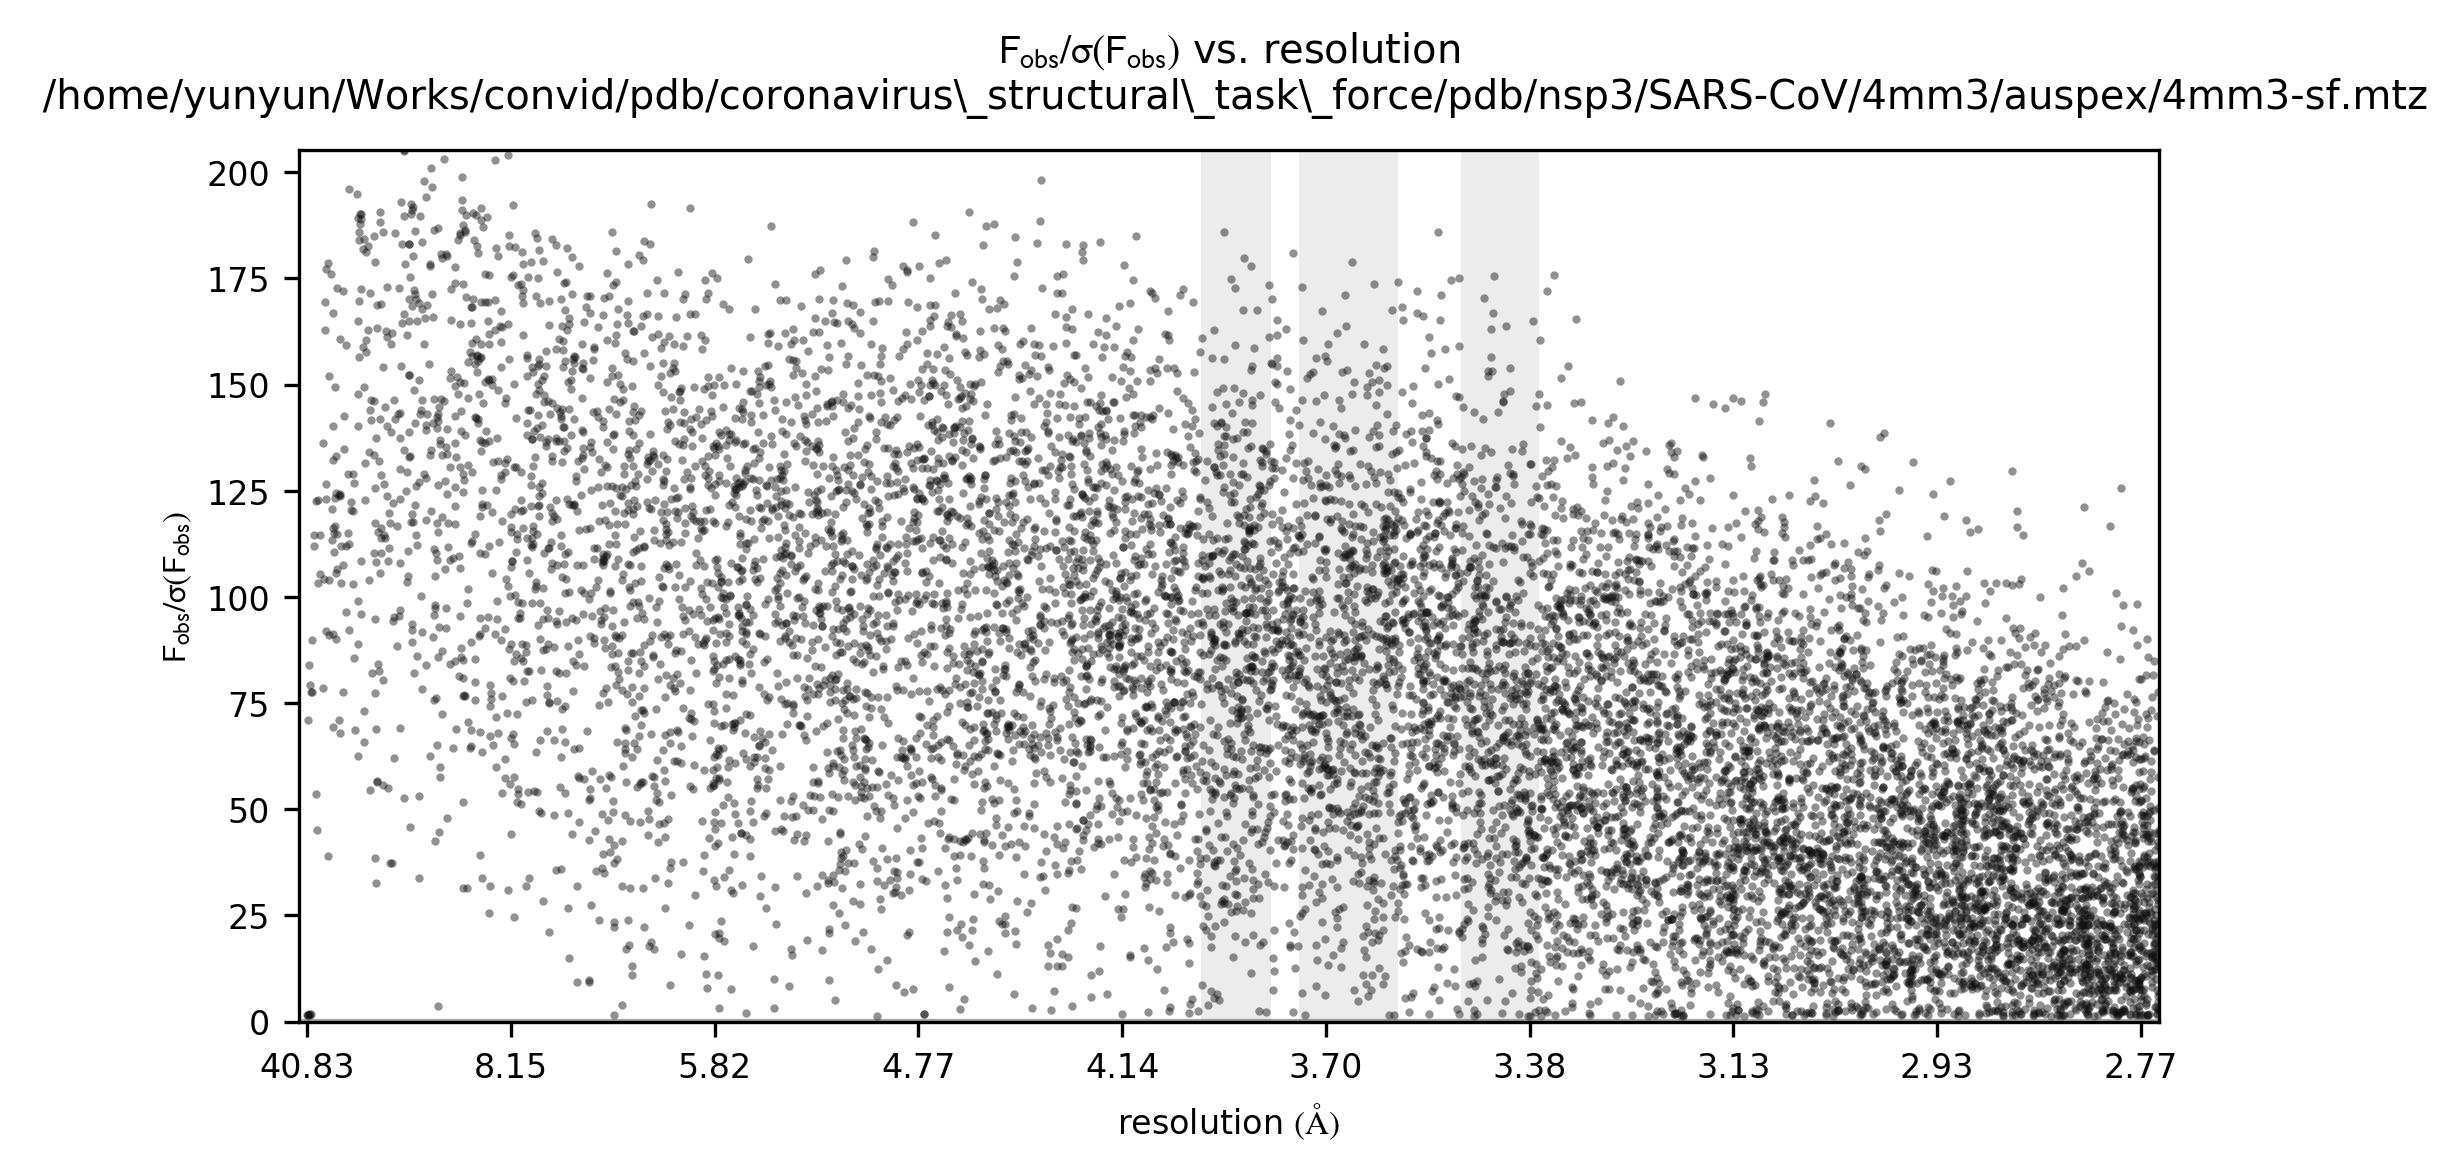 Fobs/σ(Fobs) vs. resolution
/home/yunyun/Works/convid/pdb/coronavirus\_structural\_task\_force/pdb/nsp3/SARS-CoV/4mm3/auspex/4mm3-sf.mtz
Fobs/σ(Fobs)
200
175
150
125
100
75
50
25
0
40.83 8.15 5.82 4.77 4.14 3.70 3.38 3.13 2.93 2.77
resolution (Å)